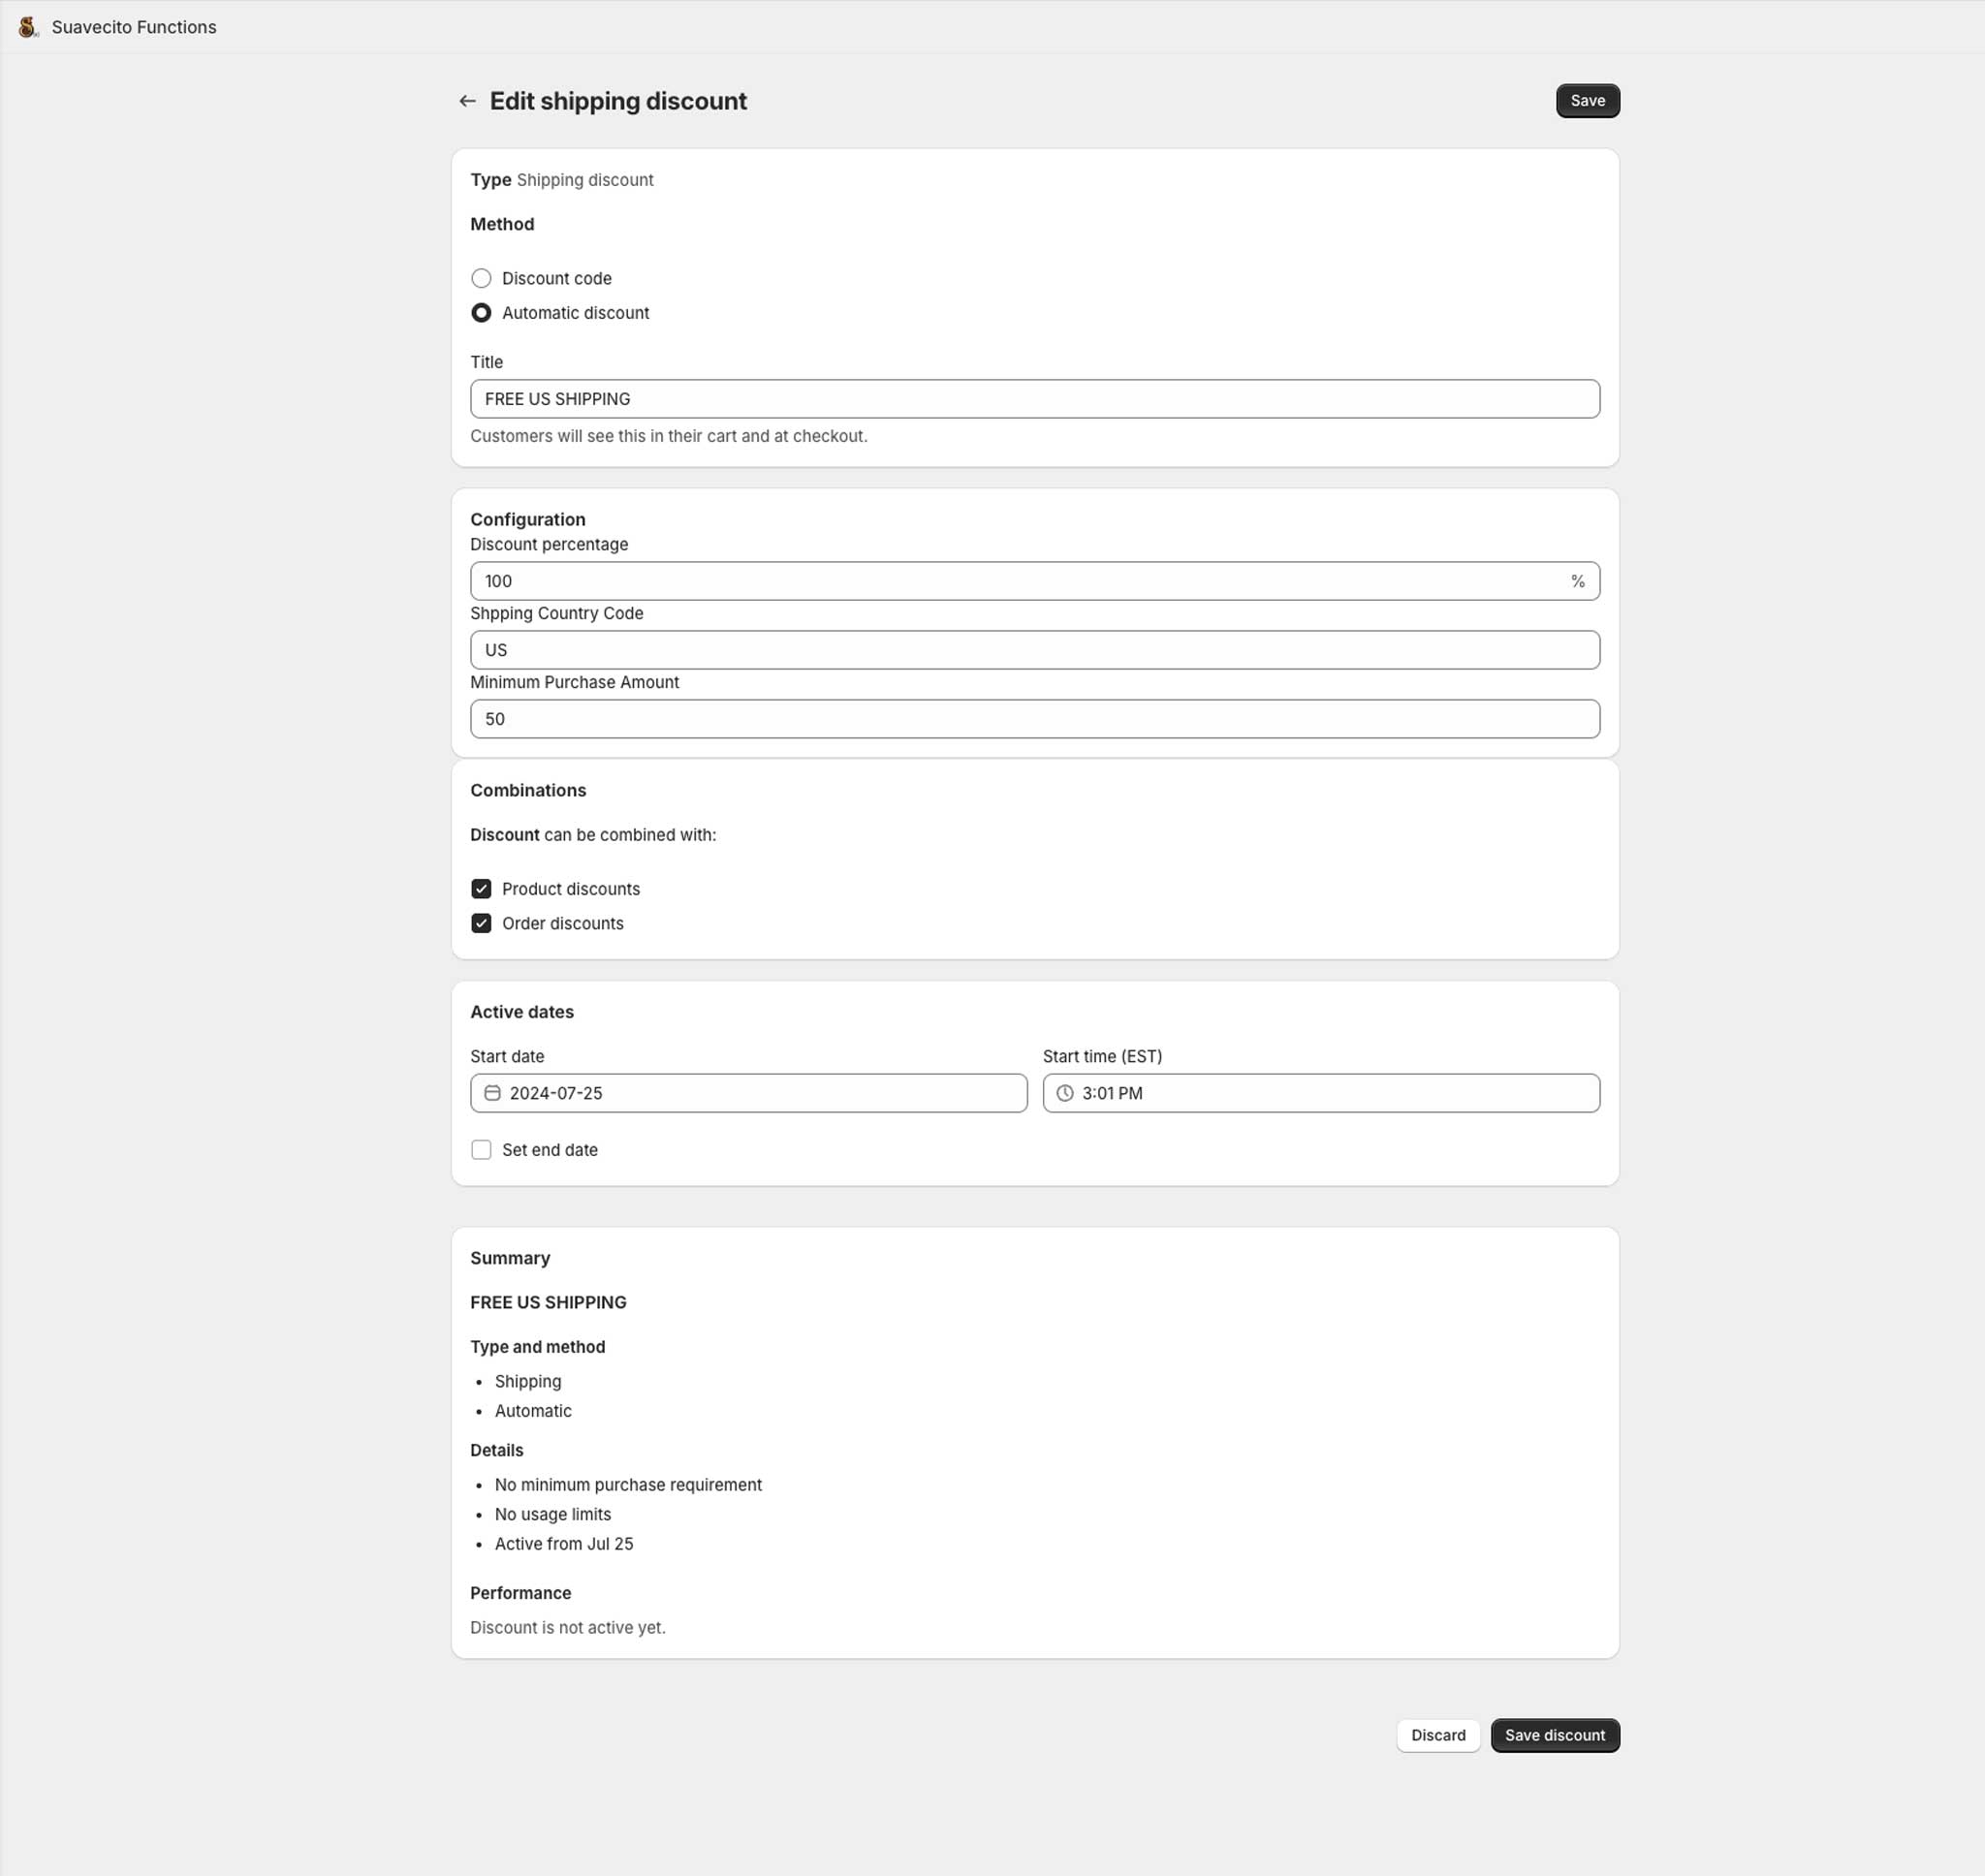 Suavecito Functions
Edit shipping discount
Save
Type Shipping discount
Method
Discount code
Automatic discount
Title
FREE US SHIPPING
Customers will see this in their cart and at checkout.
Configuration
Discount percentage
100 %
Shpping Country Code
US
Minimum Purchase Amount
50
Combinations
Discount can be combined with:
Product discounts
Order discounts
Active dates
Start date
Start time (EST)
2024-07-25
3:01 PM
Set end date
Summary
FREE US SHIPPING
Type and method
• Shipping
• Automatic
Details
• No minimum purchase requirement
• No usage limits
• Active from Jul 25
Performance
Discount is not active yet.
Discard
Save discount